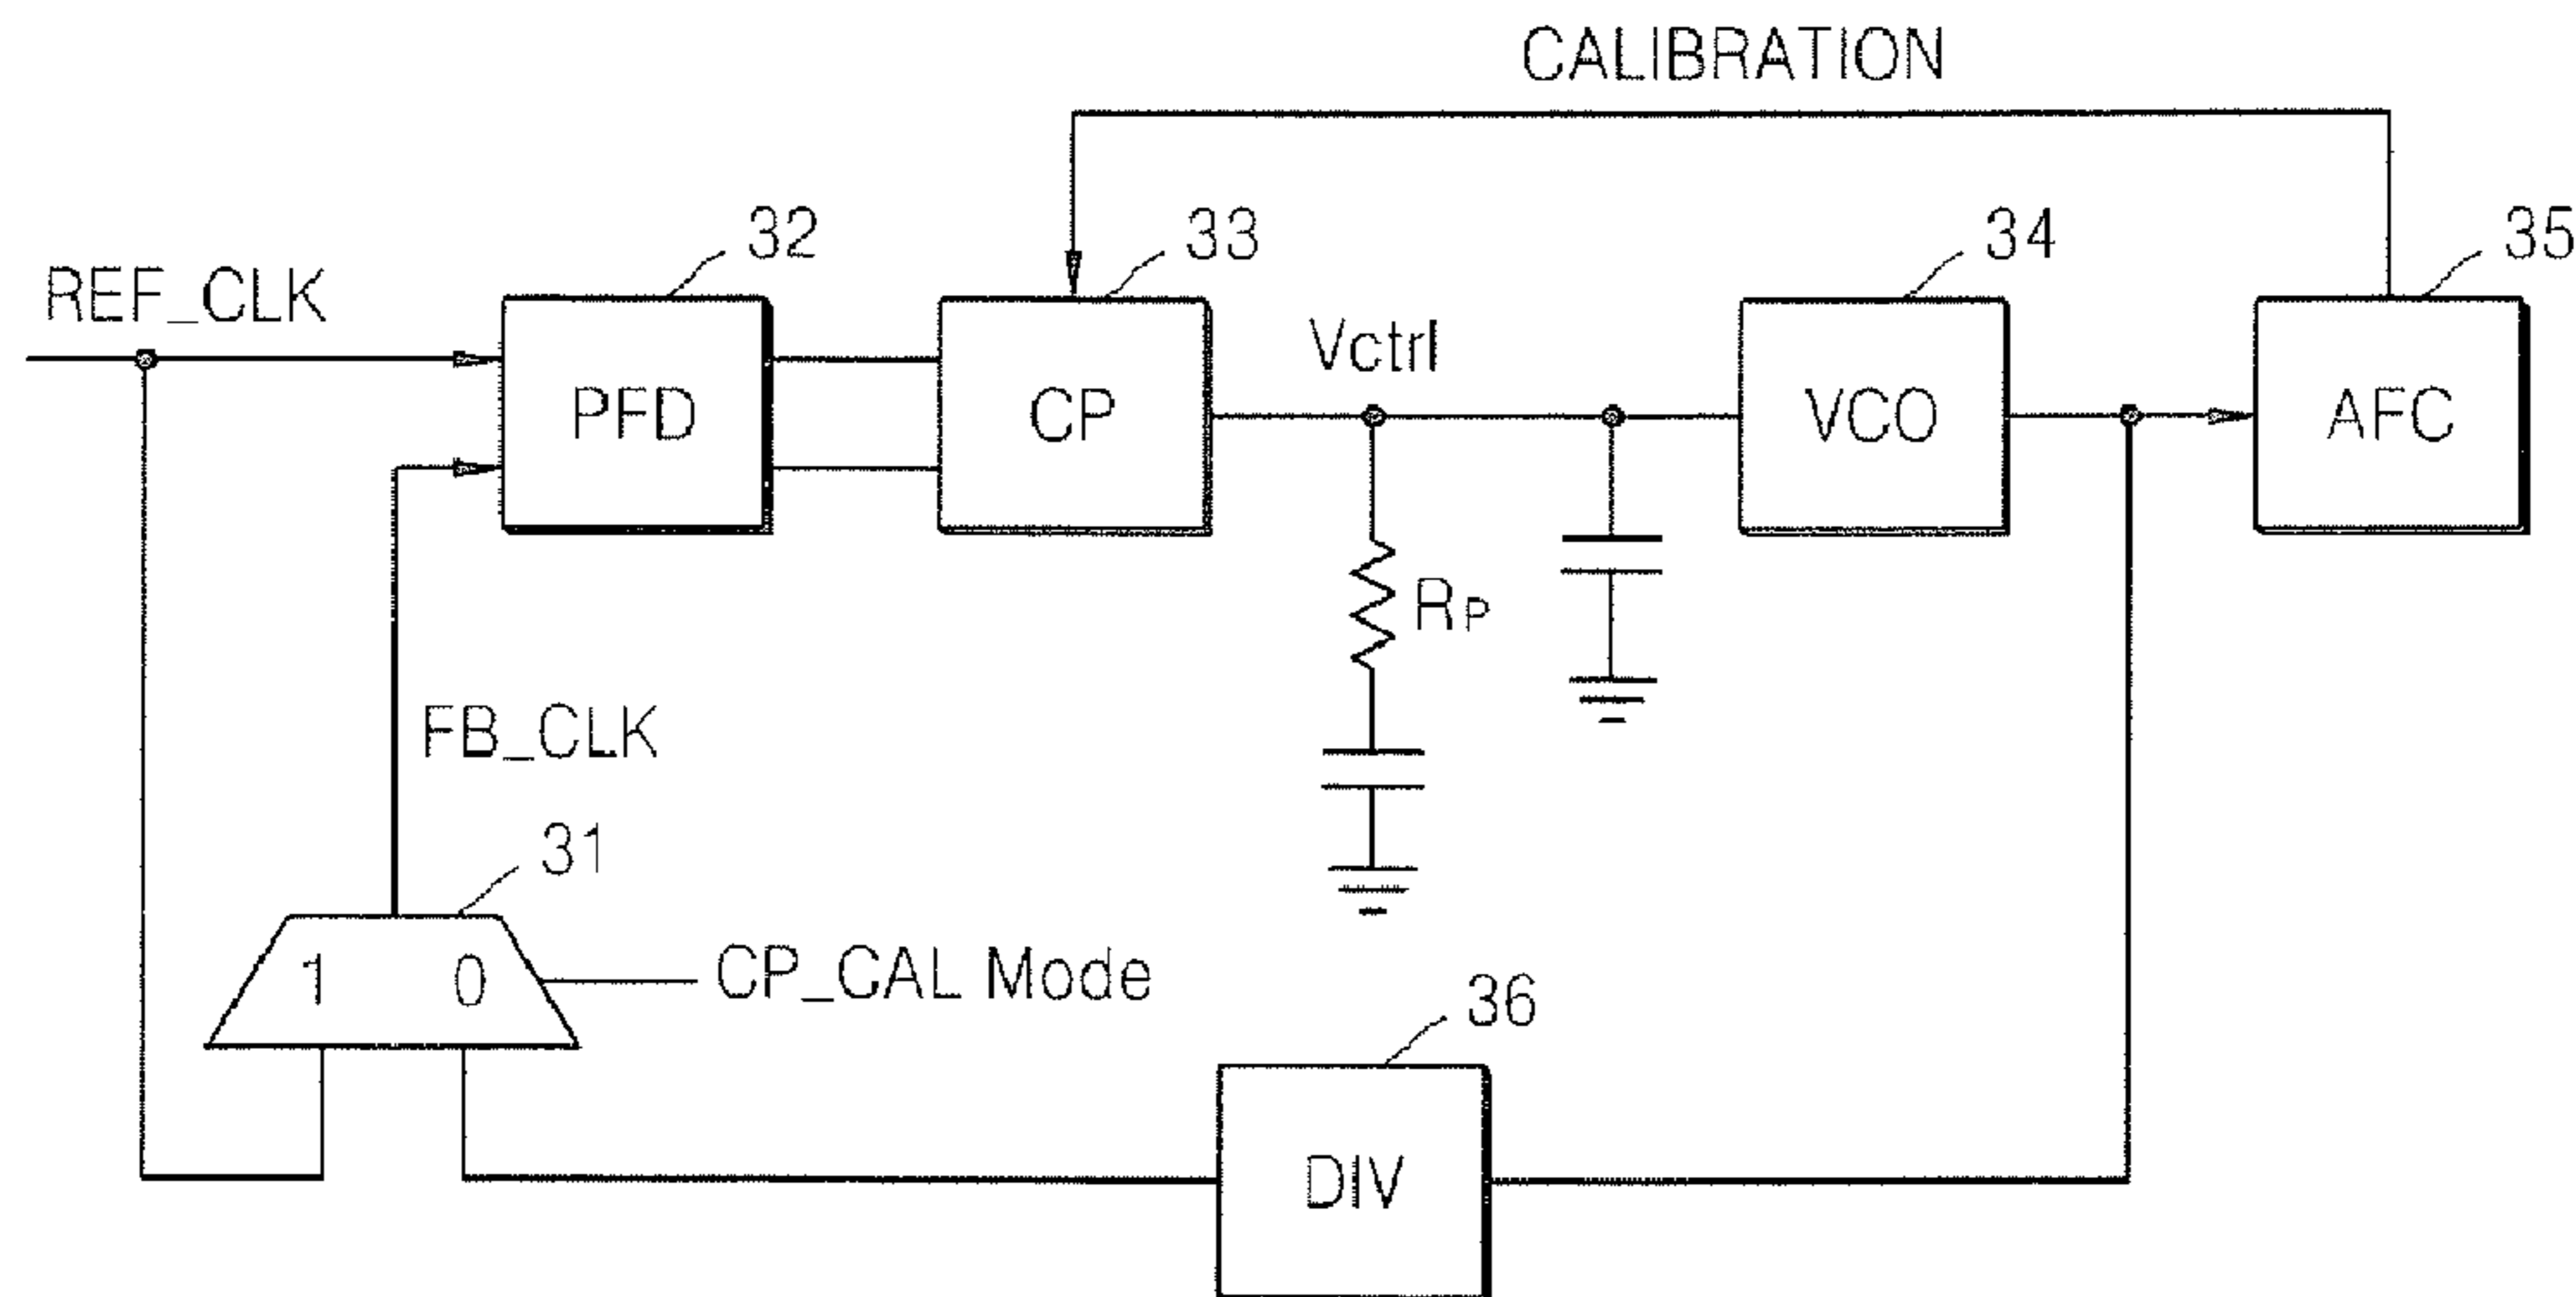 CALIBRATION
32
33
34
35
REF_CLK
PFD
CP
Vctrl
VCO
AFC
RP
FB_CLK
31
1 0
CP_CAL Mode
36
DIV